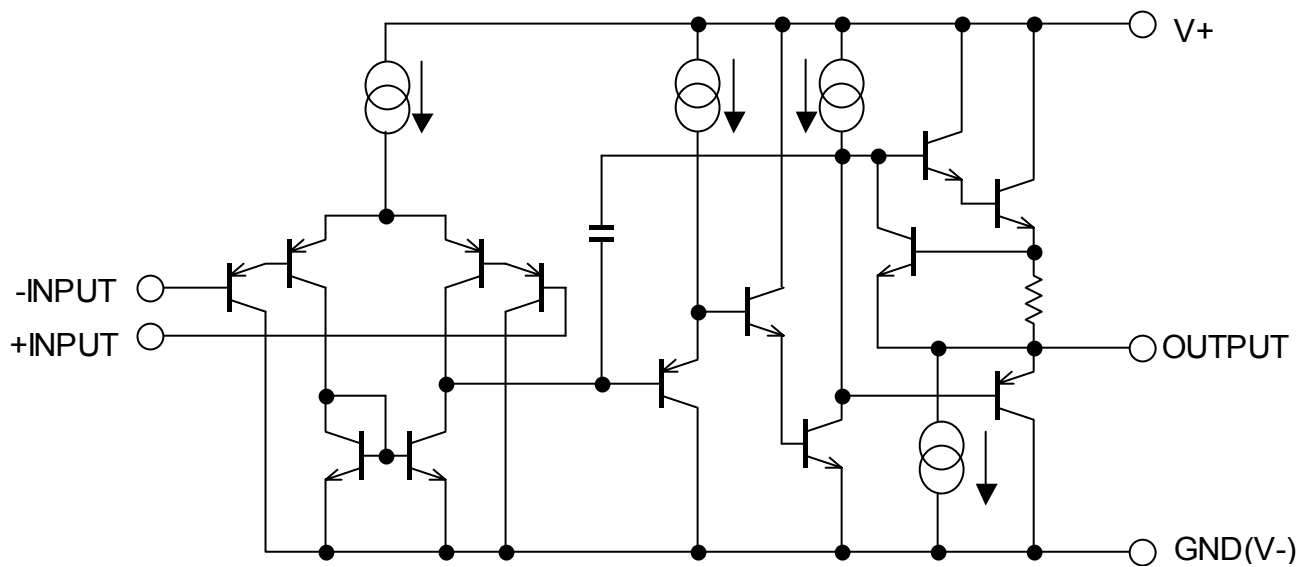 V+
-INPUT
+INPUT
OUTPUT
GND(V-)